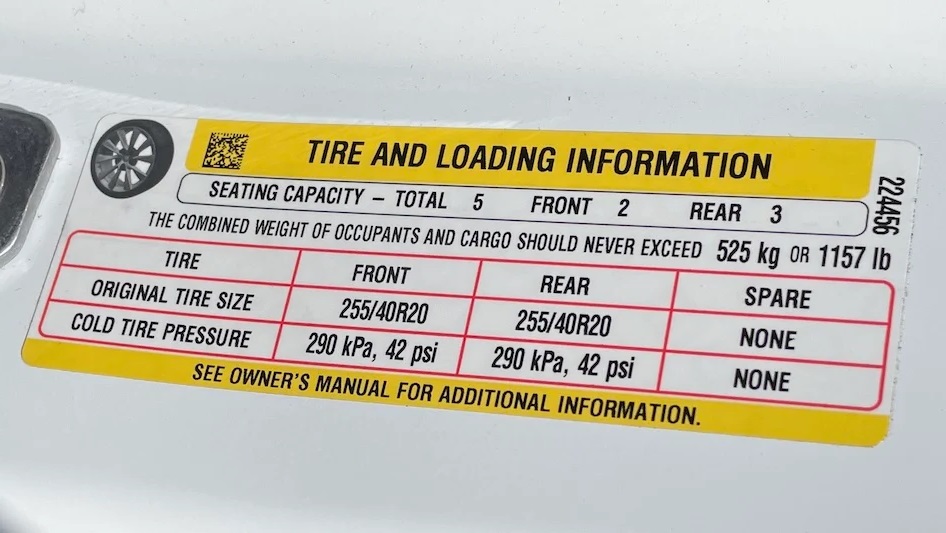 TIRE AND LOADING INFORMATION
SEATING CAPACITY – TOTAL 5 FRONT 2 REAR 3
THE COMBINED WEIGHT OF OCCUPANTS AND CARGO SHOULD NEVER EXCEED 525 kg OR 1157 lb
TIRE FRONT REAR SPARE
ORIGINAL TIRE SIZE 255/40R20 255/40R20 NONE
COLD TIRE PRESSURE 290 kPa, 42 psi 290 kPa, 42 psi NONE
SEE OWNER'S MANUAL FOR ADDITIONAL INFORMATION.
224456